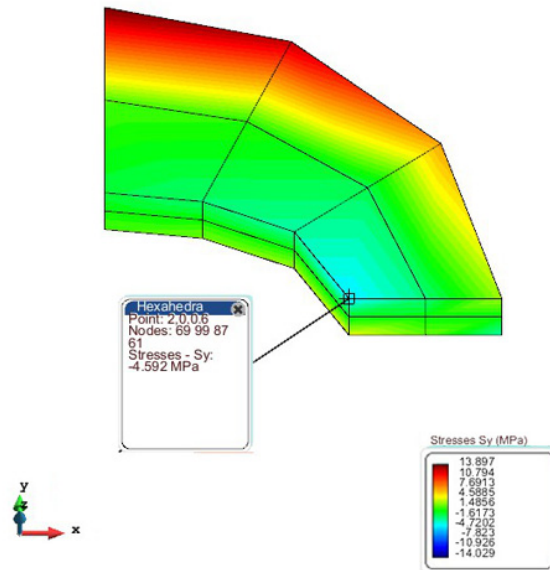 Hexahedra
Point: 2,0,0.6
Nodes: 69 99 87
61
Stresses - Sy:
-4.592 MPa
Stresses Sy (MPa)
13.897
10.794
7.6913
4.5885
1.4856
-1.6173
-4.7202
-7.823
-10.926
-14.029
y
z
x